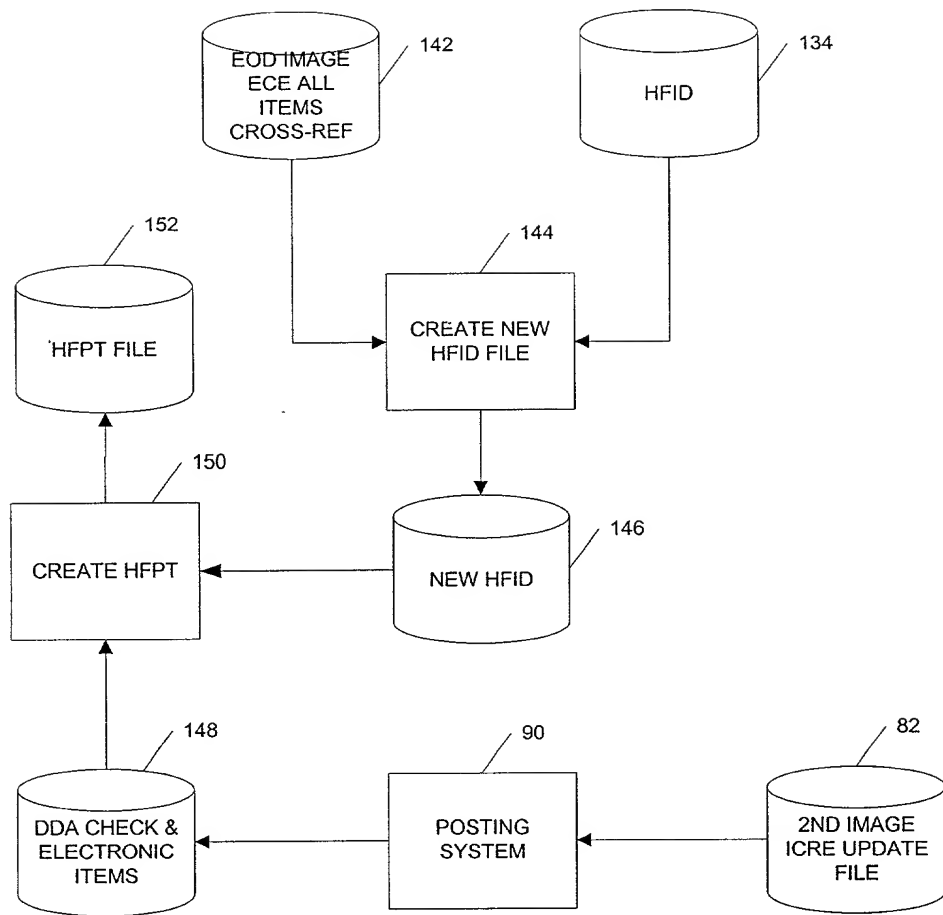 142
EOD IMAGE
ECE ALL
ITEMS
CROSS-REF
134
HFID
152
HFPT FILE
144
CREATE NEW
HFID FILE
150
CREATE HFPT
146
NEW HFID
148
DDA CHECK &
ELECTRONIC
ITEMS
90
POSTING
SYSTEM
82
2ND IMAGE
ICRE UPDATE
FILE